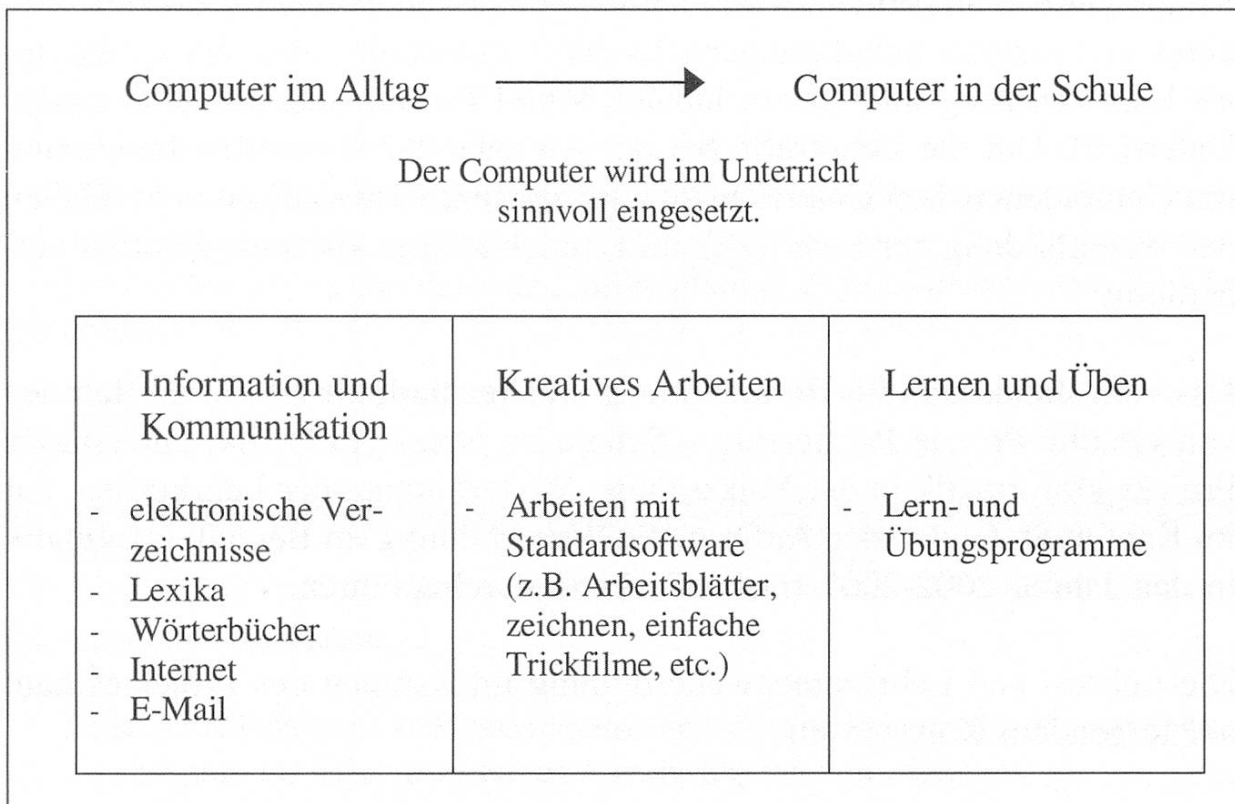 Computer im Alltag
Computer in der Schule
Der Computer wird im Unterricht
sinnvoll eingesetzt.
Information und
Kommunikation
- elektronische Ver-
zeichnisse
- Lexika
- Wörterbücher
- Internet
- E-Mail
Kreatives Arbeiten
- Arbeiten mit
Standardsoftware
(z.B. Arbeitsblätter,
zeichnen, einfache
Trickfilme, etc.)
Lernen und Üben
- Lern- und
Übungsprogramme